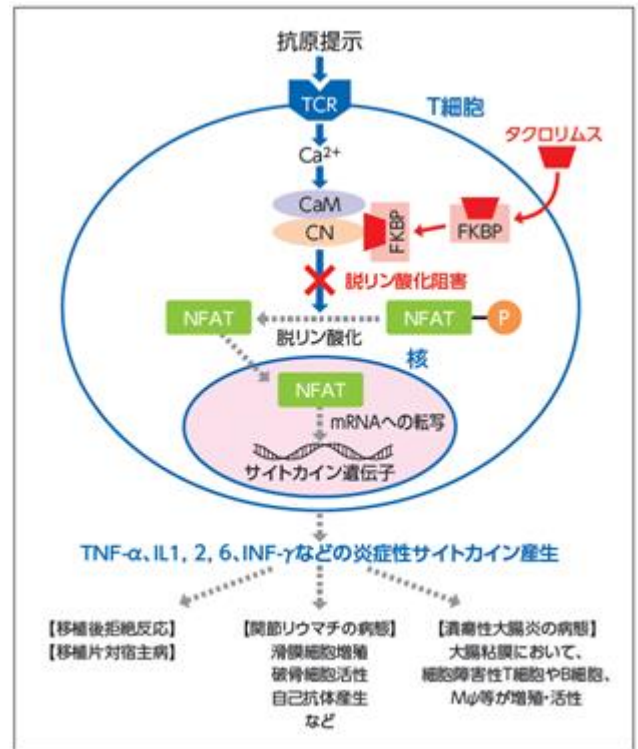 抗原提示
TCR
T細胞
Ca2+
タクロリムス
CaM
CN
FKBP
FKBP
脱リン酸化阻害
NFAT
NFAT
P
脱リン酸化
核
NFAT
mRNAへの転写
サイトカイン遺伝子
TNF-α、IL1, 2, 6、INF-γなどの炎症性サイトカイン産生
【移植後拒絶反応】
【移植片対宿主病】
【関節リウマチの病態】
滑膜細胞増殖
破骨細胞活性
自己抗体産生
など
【潰瘍性大腸炎の病態】
大腸粘膜において、
細胞障害性T細胞やB細胞、
Mψ等が増殖・活性